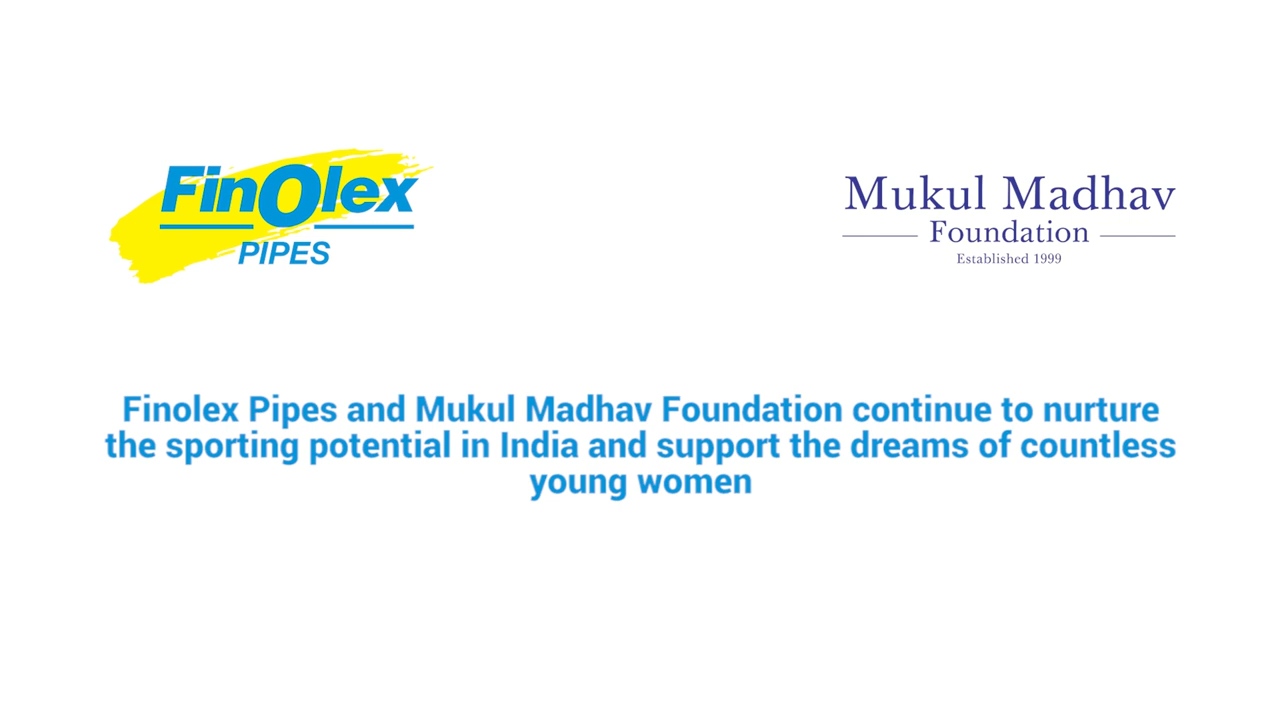 FinOlex
PIPES
Mukul Madhav
Foundation
Established 1999
Finolex Pipes and Mukul Madhav Foundation continue to nurture
the sporting potential in India and support the dreams of countless
young women